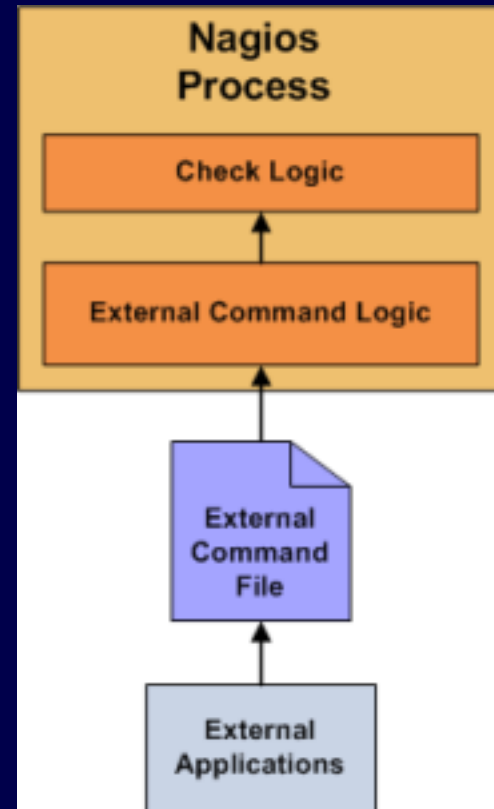 Nagios
Process
Check Logic
External Command Logic
External
Command
File
External
Applications